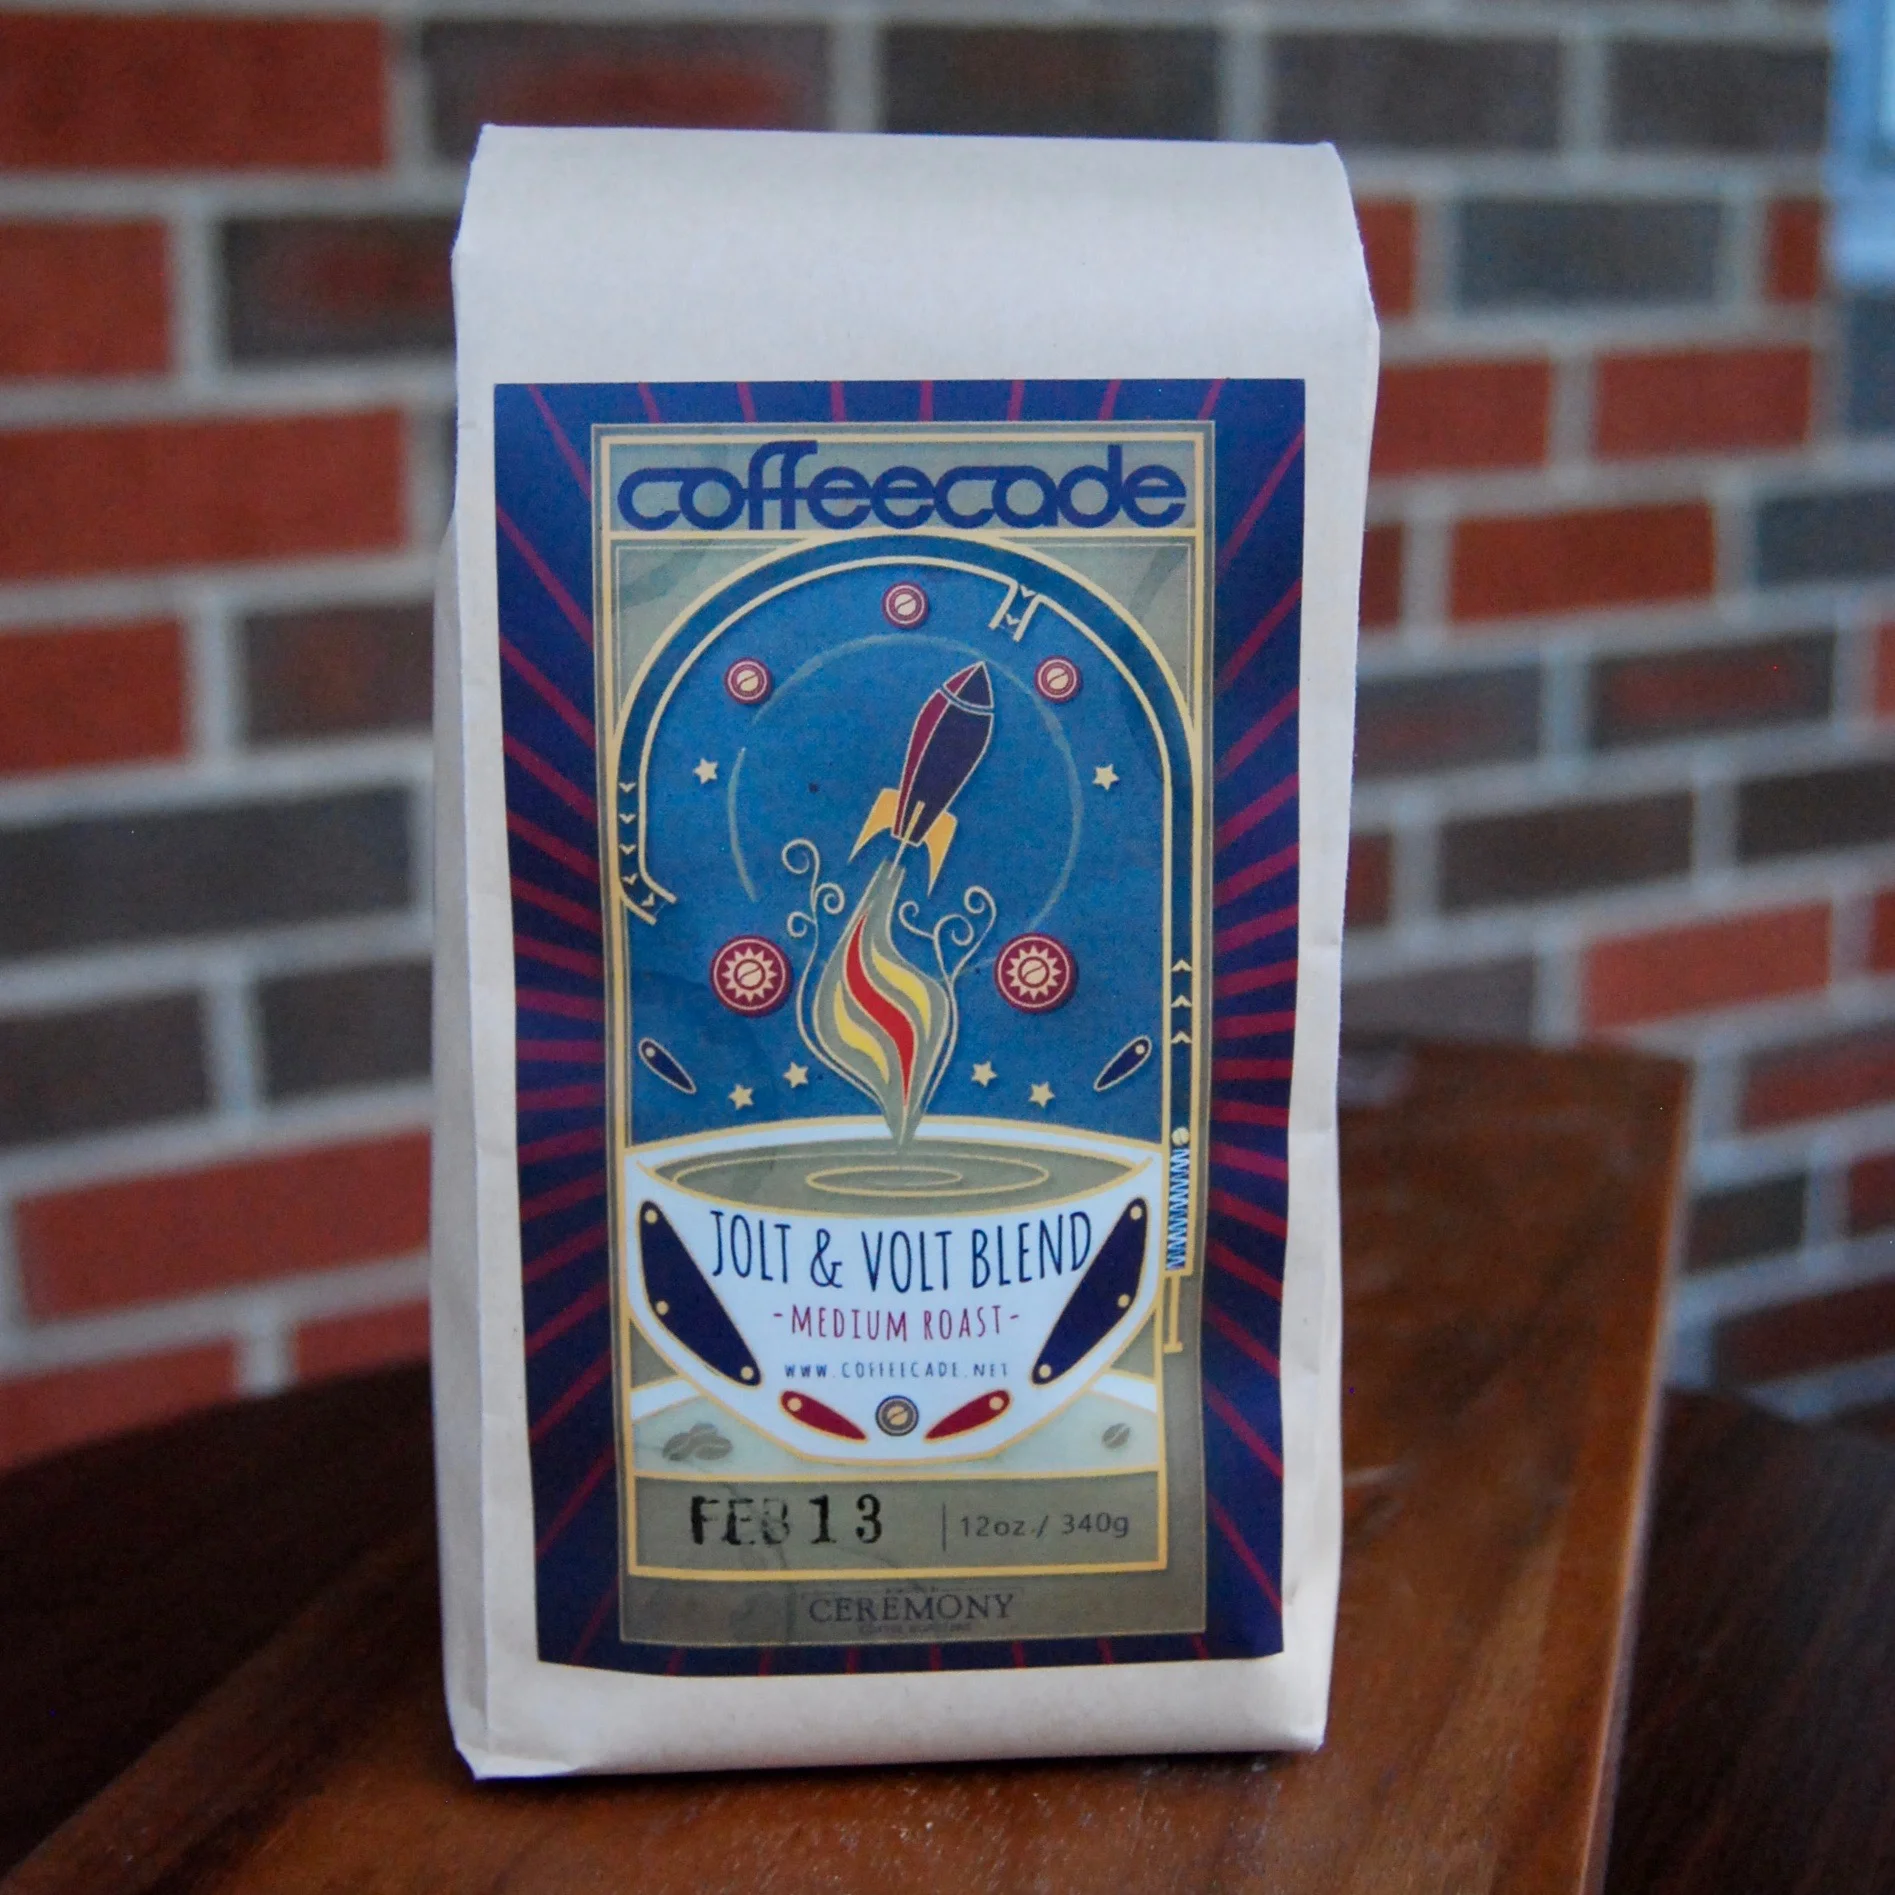 coffeecade
JOLT & VOLT BLEND
-MEDIUM ROAST-
WWW.COFFEECADE.NET
FEB 13
12oz./ 340g
CEREMONY